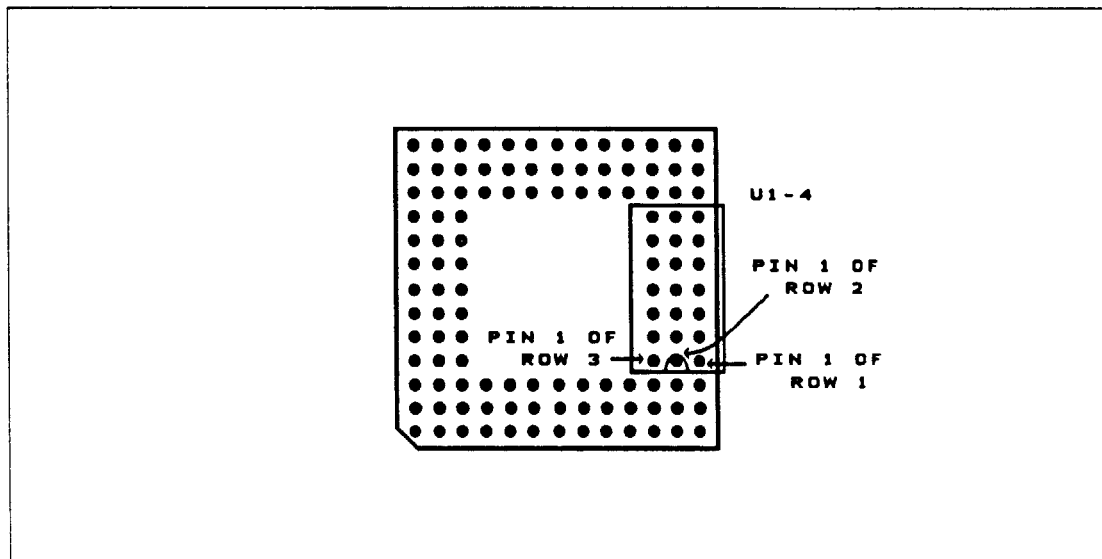 U1-4
PIN 1 OF
ROW 2
PIN 1 OF
ROW 3
PIN 1 OF
ROW 1